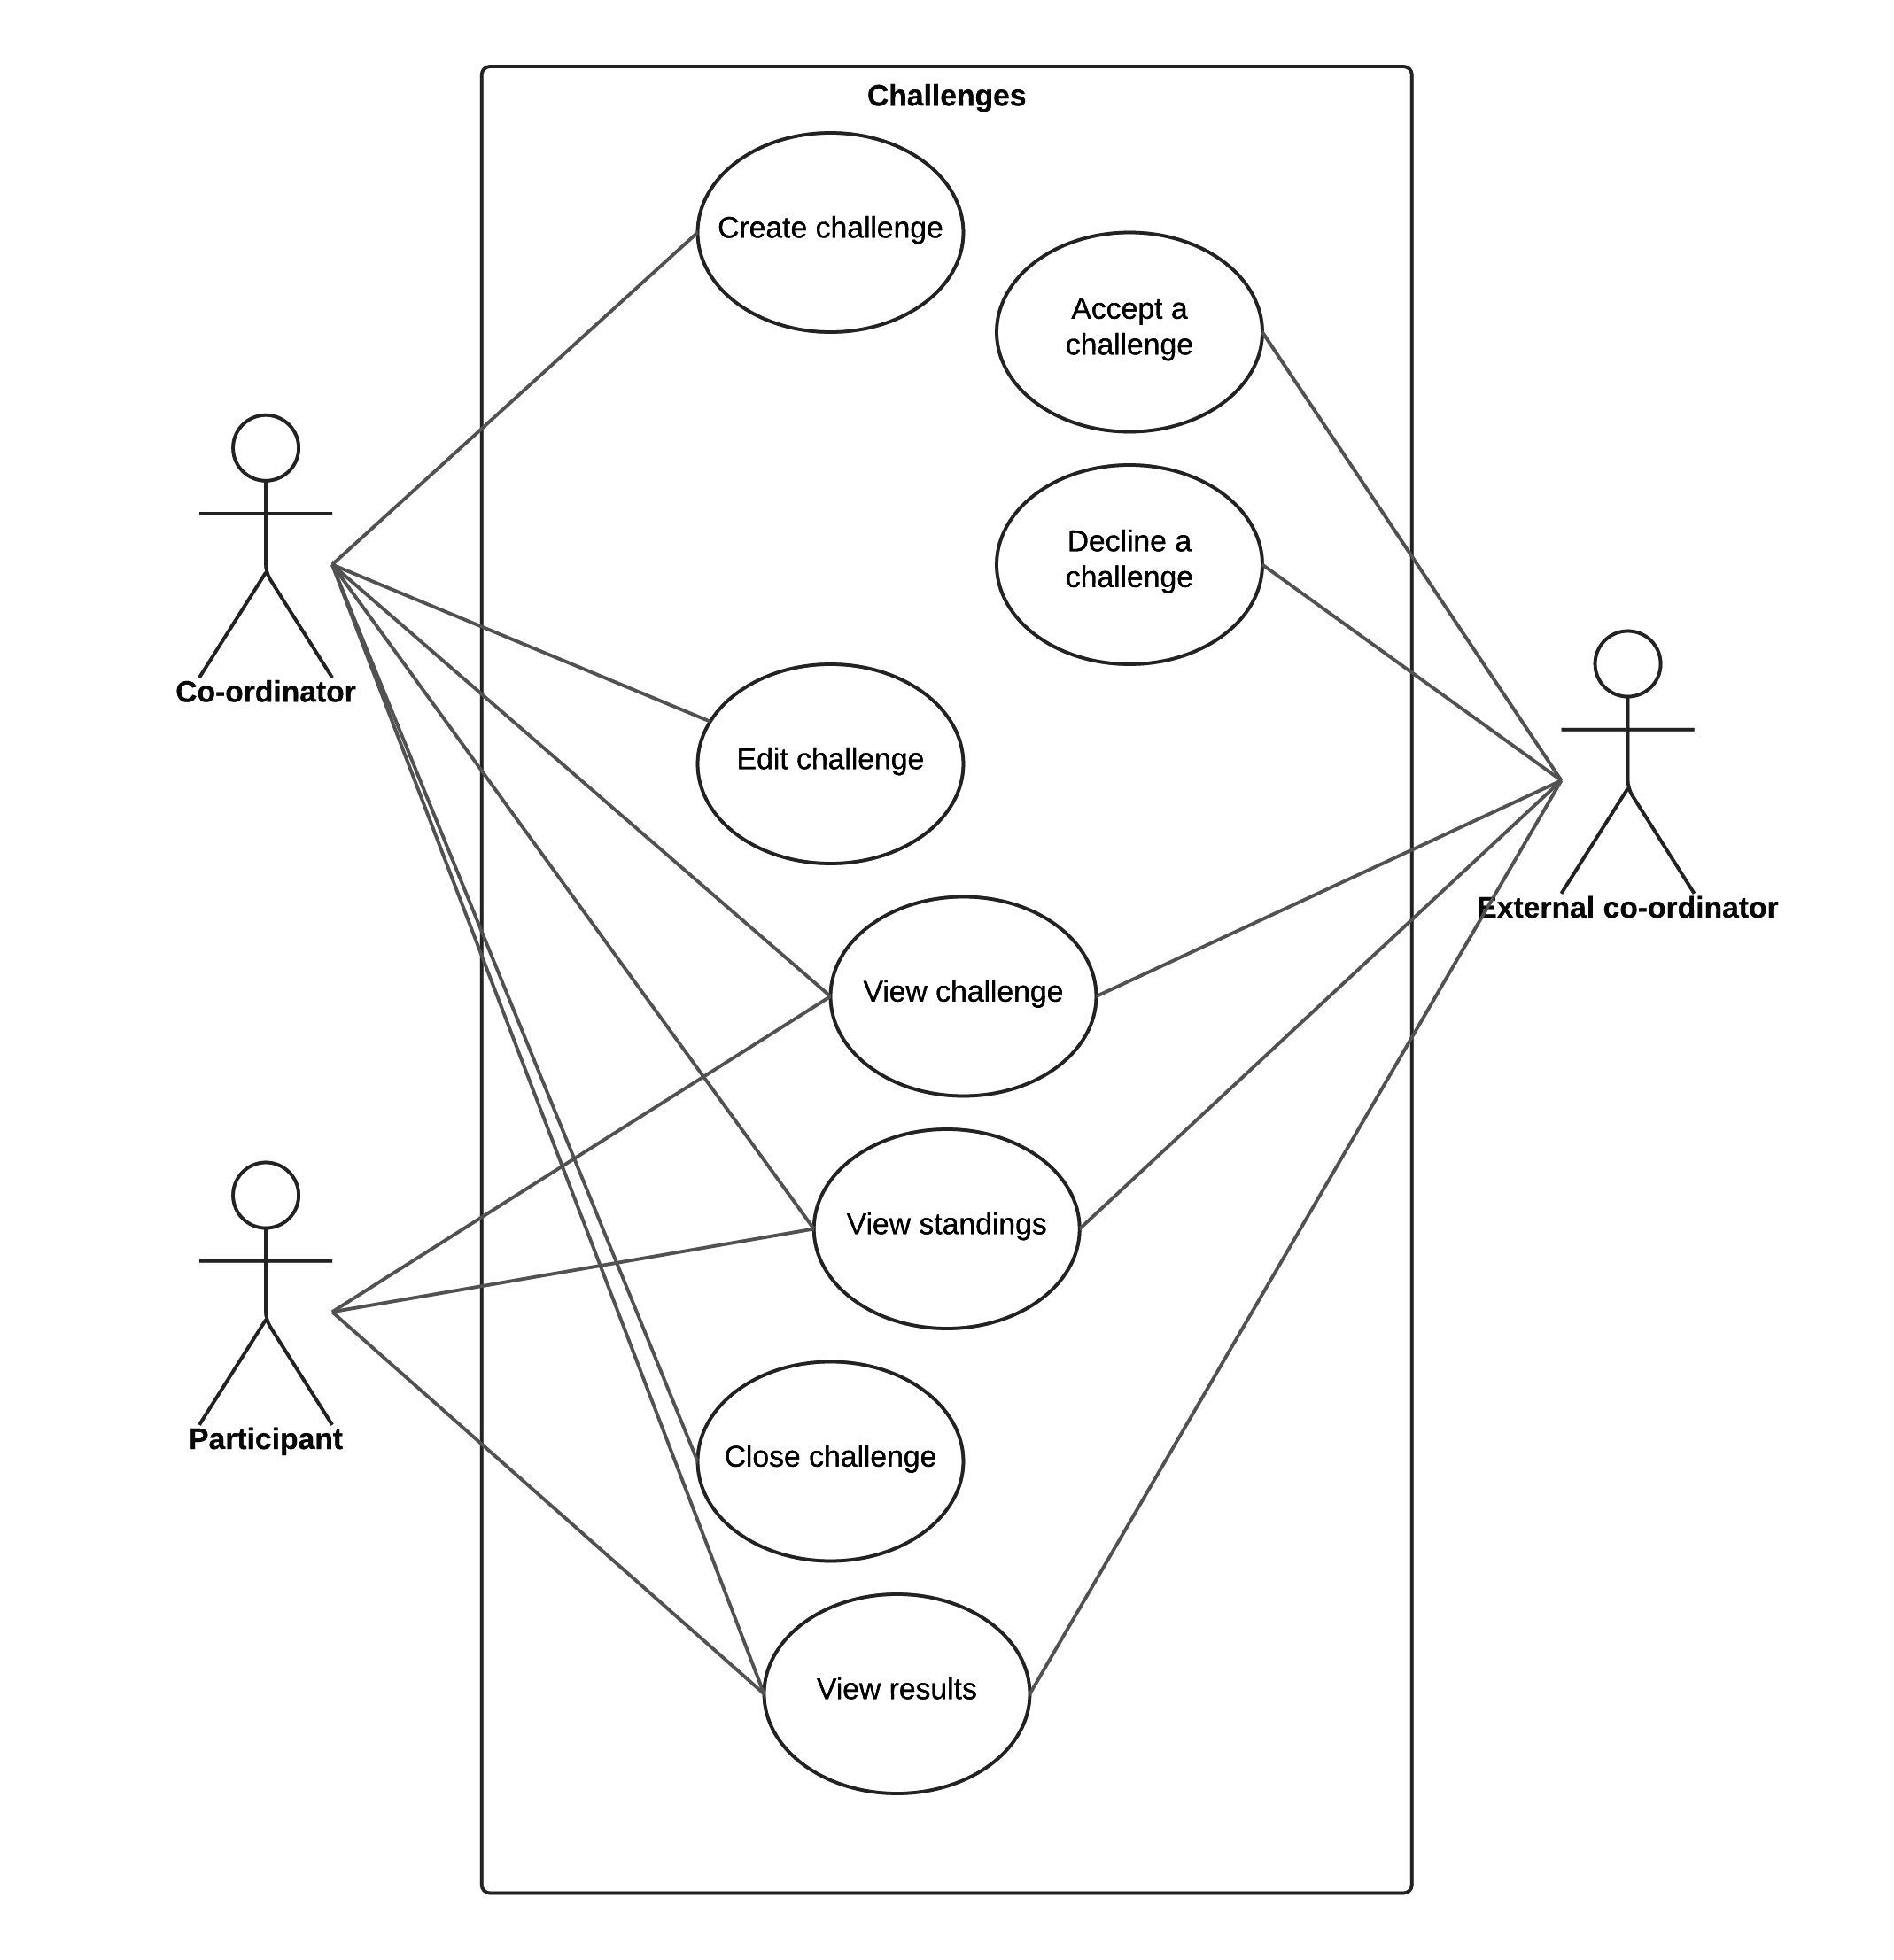 Challenges
Create challenge
Accept a
challenge
Decline a
challenge
Co-ordinator
Edit challenge
External co-ordinator
View challenge
View standings
Participant
Close challenge
View results